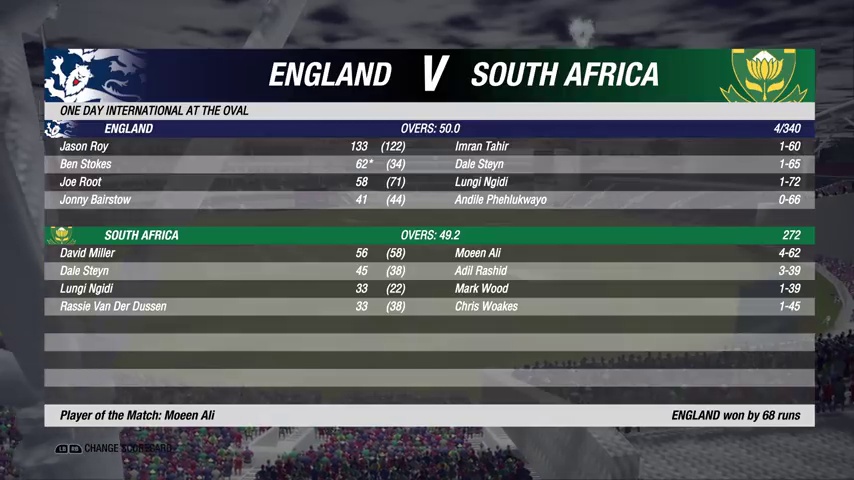 ENGLAND V SOUTH AFRICA
ONE DAY INTERNATIONAL AT THE OVAL
ENGLAND OVERS: 50.0 4/340
Jason Roy 133 (122) Imran Tahir 1-60
Ben Stokes 62* (34) Dale Steyn 1-65
Joe Root 58 (71) Lungi Ngidi 1-72
Jonny Bairstow 41 (44) Andile Phehlukwayo 0-66
SOUTH AFRICA OVERS: 49.2 272
David Miller 56 (58) Moeen Ali 4-62
Dale Steyn 45 (38) Adil Rashid 3-39
Lungi Ngidi 33 (22) Mark Wood 1-39
Rassie Van Der Dussen 33 (38) Chris Woakes 1-45
Player of the Match: Moeen Ali ENGLAND won by 68 runs
LB RB CHANGE SCOREBOARD